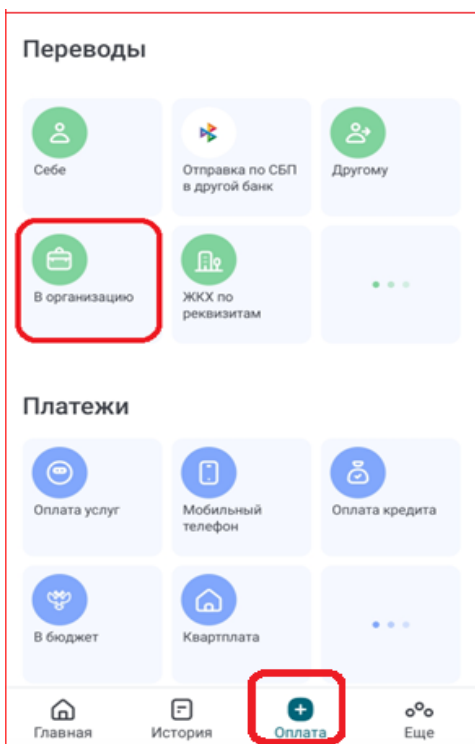 Переводы
Себе
Отправка по СБП
в другой банк
Другому
В организацию
ЖКХ по
реквизитам
Платежи
Оплата услуг
Мобильный
телефон
Оплата кредита
В бюджет
Квартплата
Главная
История
Оплата
Еще